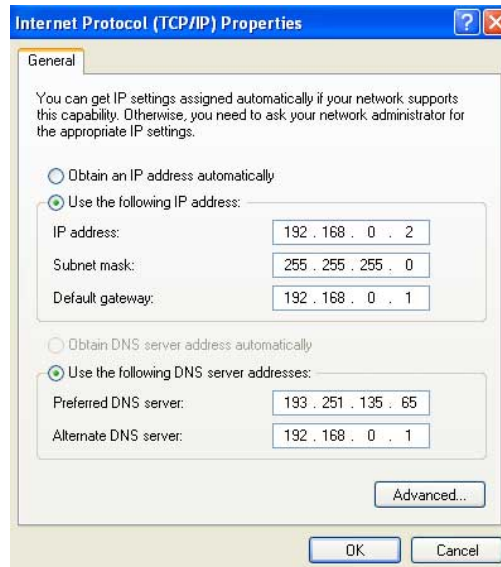 Internet Protocol (TCP/IP) Properties
General
You can get IP settings assigned automatically if your network supports
this capability. Otherwise, you need to ask your network administrator for
the appropriate IP settings.
Obtain an IP address automatically
Use the following IP address:
IP address: 192 . 168 . 0 . 2
Subnet mask: 255 . 255 . 255 . 0
Default gateway: 192 . 168 . 0 . 1
Obtain DNS server address automatically
Use the following DNS server addresses:
Preferred DNS server: 193 . 251 . 135 . 65
Alternate DNS server: 192 . 168 . 0 . 1
Advanced...
OK Cancel